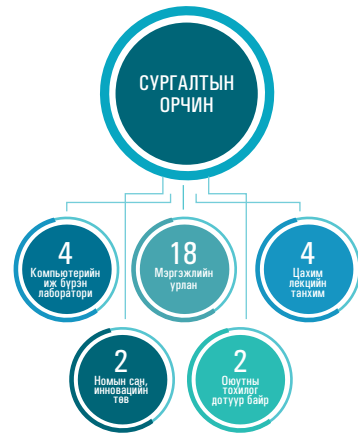 СУРГАЛТЫН
ОРЧИН
4
Компьютерийн
иж бүрэн
лаборатори
18
Мэргэжлийн
урлан
4
Цахим
лекцийн
танхим
2
Номын сан,
инновацийн
төв
2
Оюутны
тохилог
дотуур байр